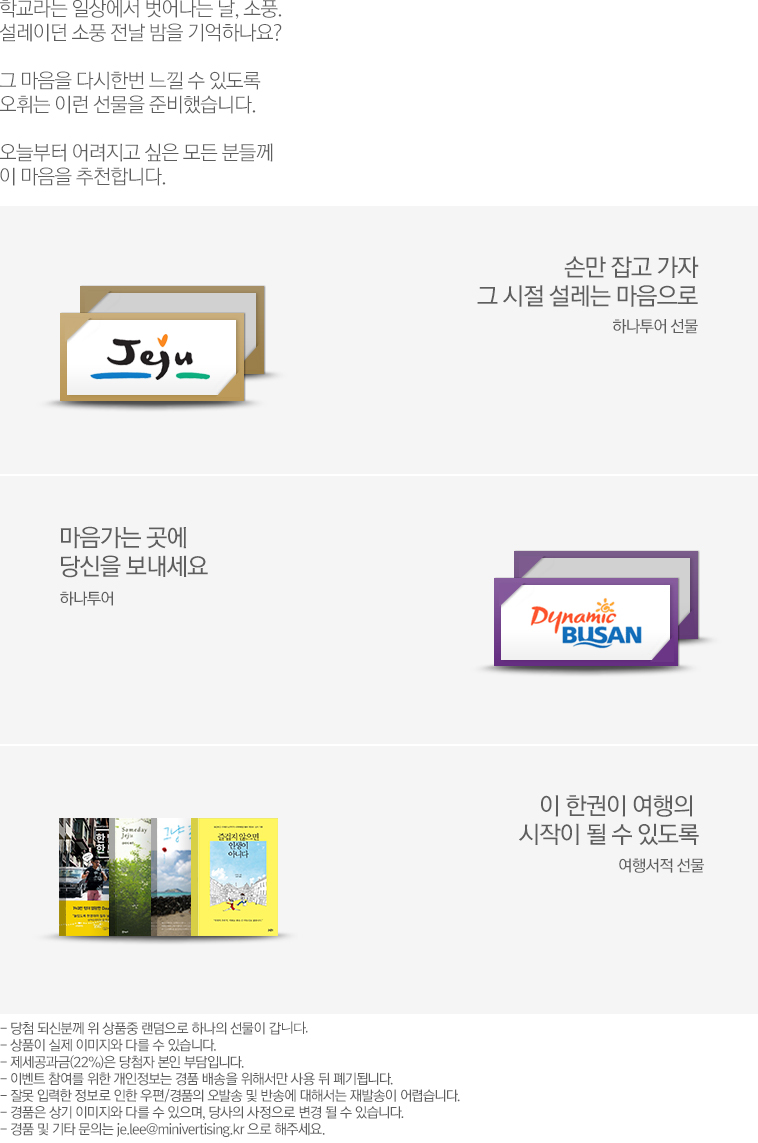 학교라는 일상에서 벗어나는 날, 소풍.
설레이던 소풍 전날 밤을 기억하나요?
그 마음을 다시한번 느낄 수 있도록
오휘는 이런 선물을 준비했습니다.
오늘부터 어려지고 싶은 모든 분들께
이 마음을 추천합니다.
손만 잡고 가자
그 시절 설레는 마음으로
하나투어 선물
Jeju
마음가는 곳에
당신을 보내세요
하나투어
Dynamic
BUSAN
이 한권이 여행의
시작이 될 수 있도록
여행서적 선물
Someday
Jeju
그냥
즐겁지 않으면
인생이
아니다
- 당첨 되신분께 위 상품중 랜덤으로 하나의 선물이 갑니다.
- 상품이 실제 이미지와 다를 수 있습니다.
- 제세공과금(22%)은 당첨자 본인 부담입니다.
- 이벤트 참여를 위한 개인정보는 경품 배송을 위해서만 사용 뒤 폐기됩니다.
- 잘못 입력한 정보로 인한 우편/경품의 오발송 및 반송에 대해서는 재발송이 어렵습니다.
- 경품은 상기 이미지와 다를 수 있으며, 당사의 사정으로 변경 될 수 있습니다.
- 경품 및 기타 문의는 je.lee@minivertising.kr 으로 해주세요.